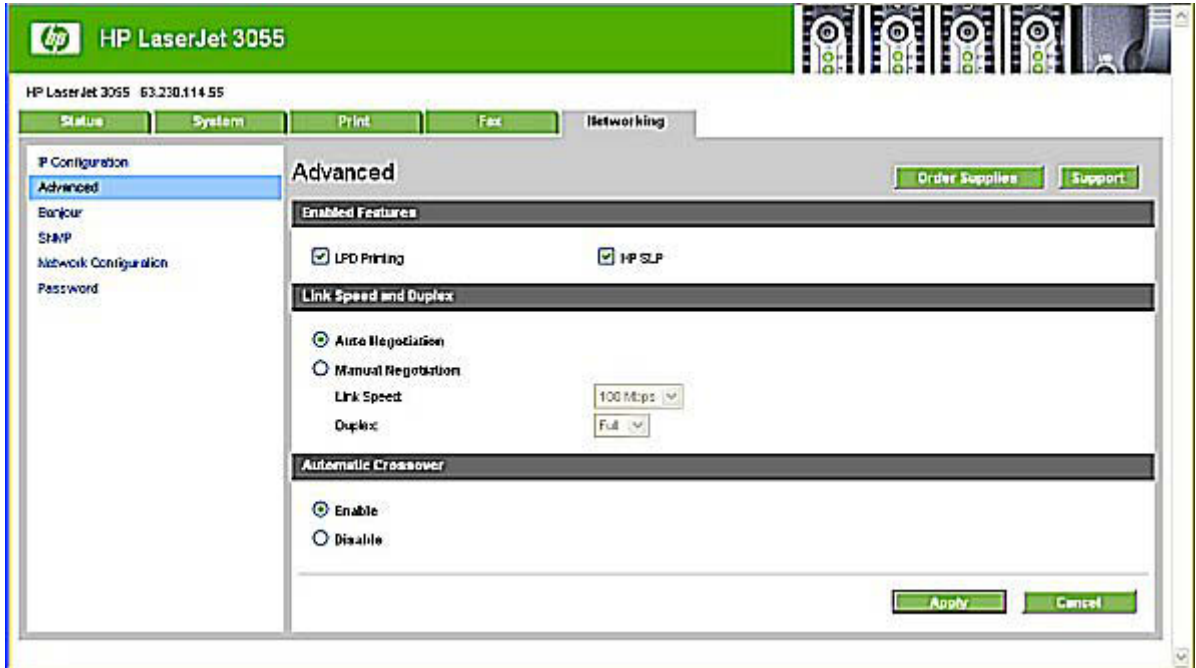 hp HP LaserJet 3055
HP LaserJet 3055 63.230.114.55
Status System Print Fax Networking
IP Configuration
Advanced
Bonjour
SNMP
Network Configuration
Password
Advanced
Order Supplies Support
Enabled Features
LPD Printing HP SLP
Link Speed and Duplex
Auto Negotiation
Manual Negotiation
Link Speed: 100 Mbps
Duplex: Full
Automatic Crossover
Enable
Disable
Apply Cancel